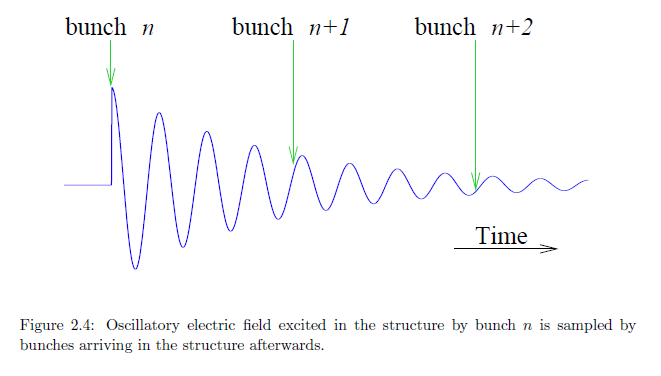 bunch n bunch n+1 bunch n+2
Time
Figure 2.4: Oscillatory electric field excited in the structure by bunch n is sampled by
bunches arriving in the structure afterwards.